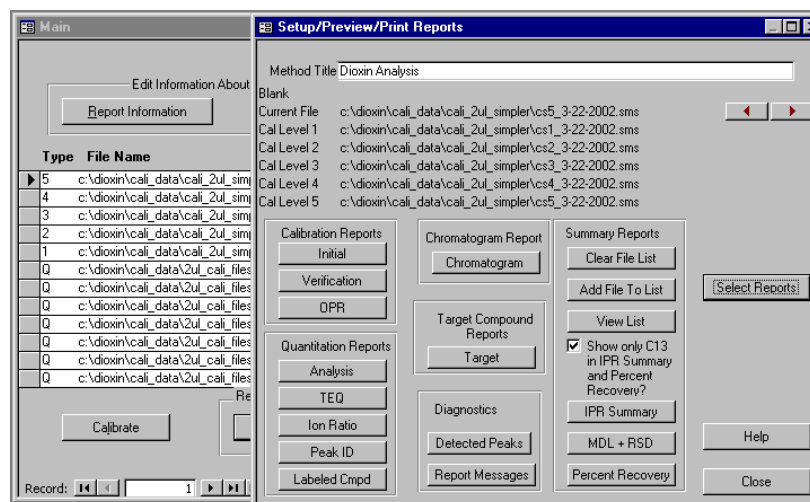 Main
Edit Information About
Report Information
Type File Name
5 c:\dioxin\cali_data\cali_2ul_sim
4 c:\dioxin\cali_data\cali_2ul_sim
3 c:\dioxin\cali_data\cali_2ul_sim
2 c:\dioxin\cali_data\cali_2ul_sim
1 c:\dioxin\cali_data\cali_2ul_sim
Q c:\dioxin\cali_data\2ul_cali_files
Q c:\dioxin\cali_data\2ul_cali_files
Q c:\dioxin\cali_data\2ul_cali_files
Q c:\dioxin\cali_data\2ul_cali_files
Q c:\dioxin\cali_data\2ul_cali_files
Q c:\dioxin\cali_data\2ul_cali_files
Q c:\dioxin\cali_data\2ul_cali_files
Re
Calibrate
Record: 1
Setup/Preview/Print Reports
Method Title Dioxin Analysis
Blank
Current File c:\dioxin\cali_data\cali_2ul_simpler\cs5_3-22-2002.sms
Cal Level 1 c:\dioxin\cali_data\cali_2ul_simpler\cs1_3-22-2002.sms
Cal Level 2 c:\dioxin\cali_data\cali_2ul_simpler\cs2_3-22-2002.sms
Cal Level 3 c:\dioxin\cali_data\cali_2ul_simpler\cs3_3-22-2002.sms
Cal Level 4 c:\dioxin\cali_data\cali_2ul_simpler\cs4_3-22-2002.sms
Cal Level 5 c:\dioxin\cali_data\cali_2ul_simpler\cs5_3-22-2002.sms
Calibration Reports
Initial
Verification
OPR
Quantitation Reports
Analysis
TEQ
Ion Ratio
Peak ID
Labeled Cmpd
Chromatogram Report
Chromatogram
Target Compound
Reports
Target
Diagnostics
Detected Peaks
Report Messages
Summary Reports
Clear File List
Add File To List
View List
Show only C13
in IPR Summary
and Percent
Recovery?
IPR Summary
MDL + RSD
Percent Recovery
Select Reports
Help
Close